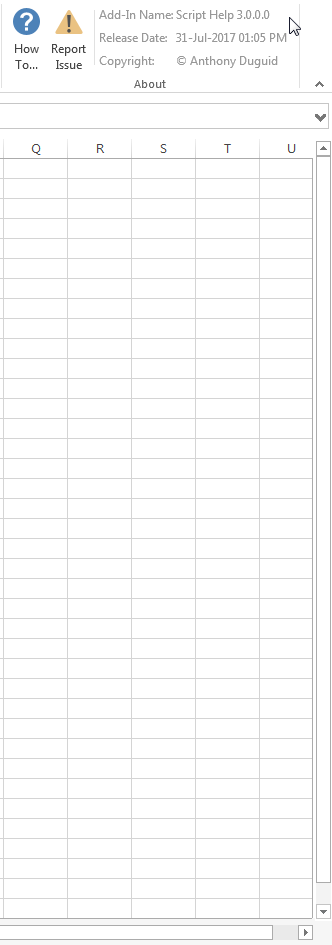 How To...
Report Issue
Add-In Name: Script Help 3.0.0.0
Release Date: 31-Jul-2017 01:05 PM
Copyright: © Anthony Duguid
About
Q R S T U